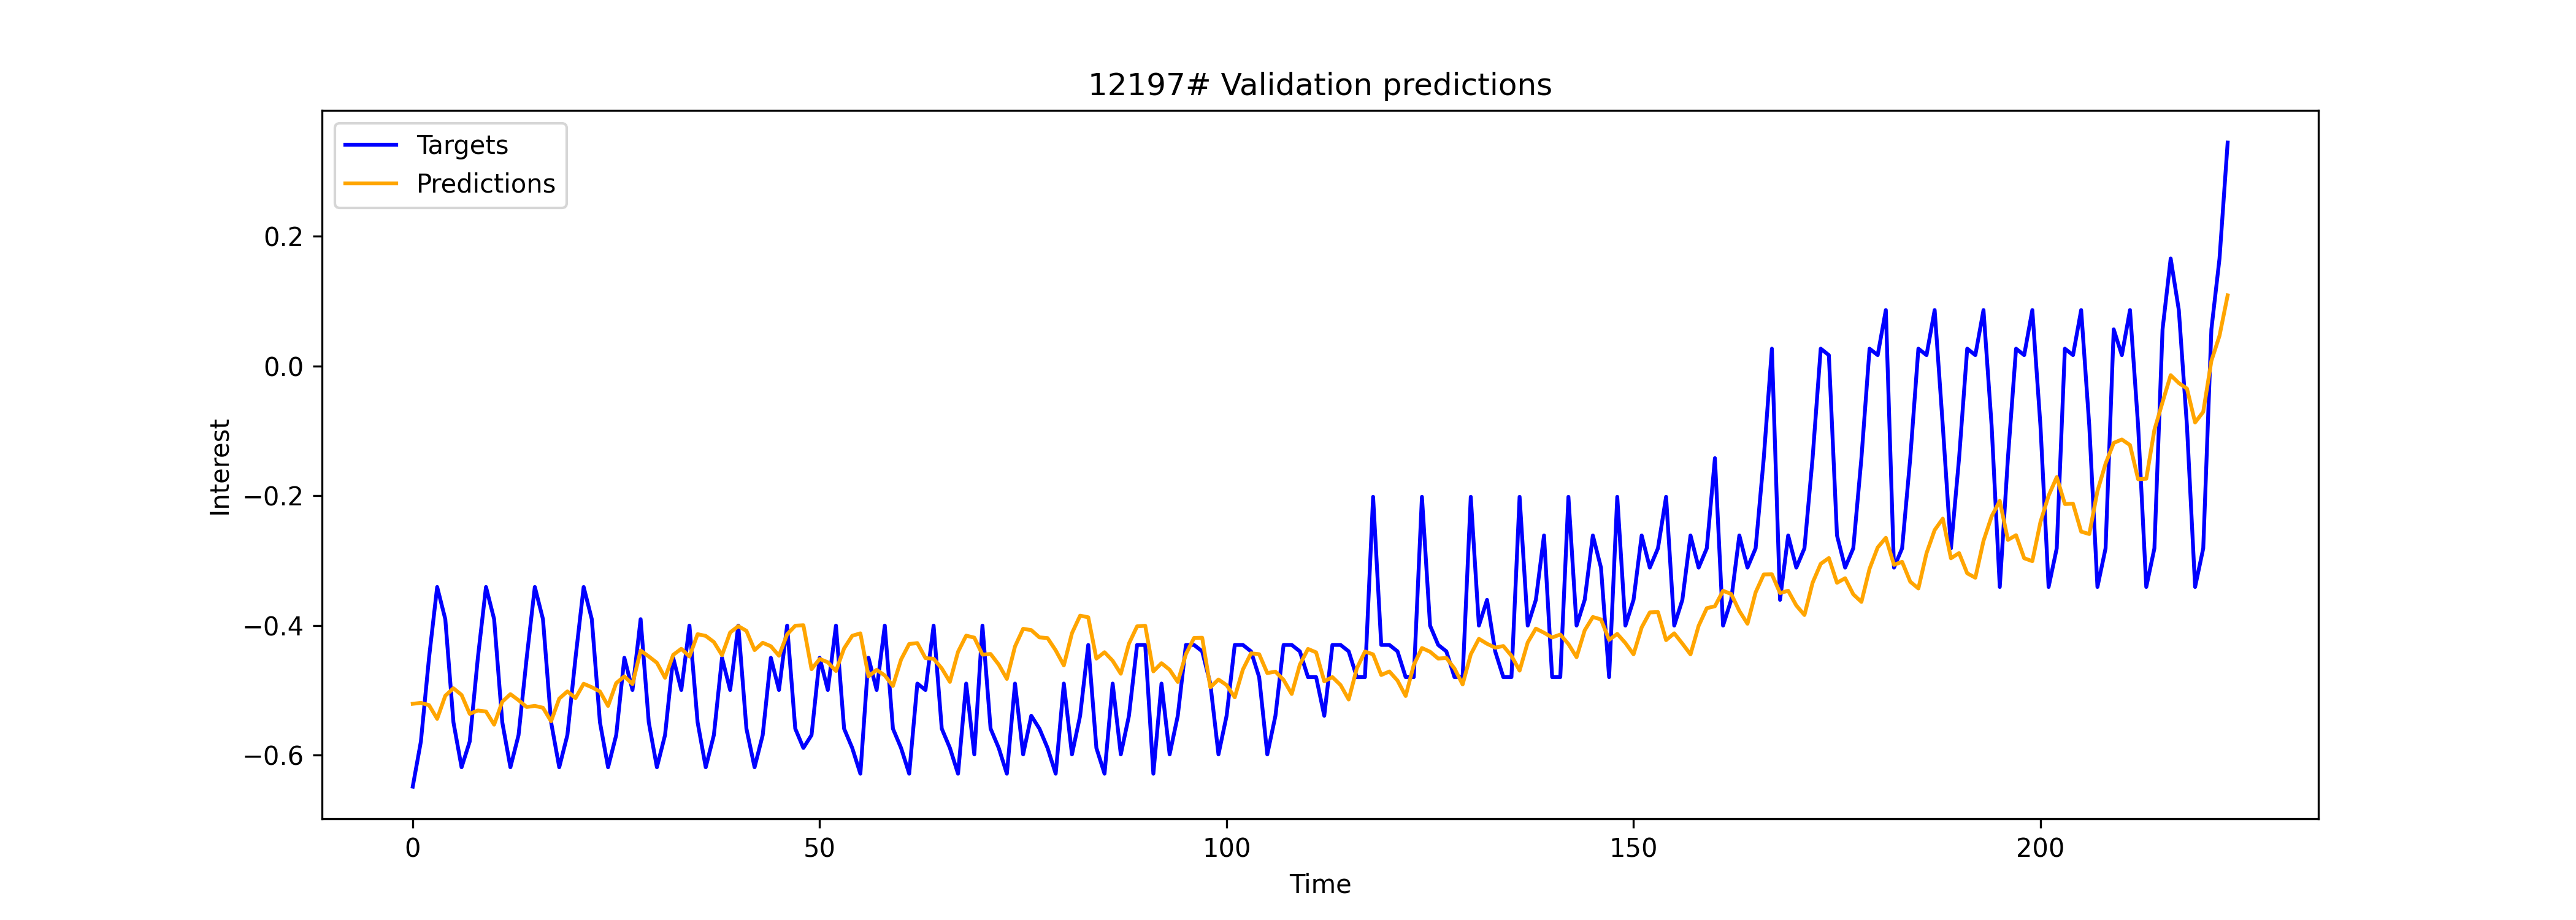 12197# Validation predictions
Targets
Predictions
Interest
0.2
0.0
−0.2
−0.4
−0.6
0
50
100
150
200
Time